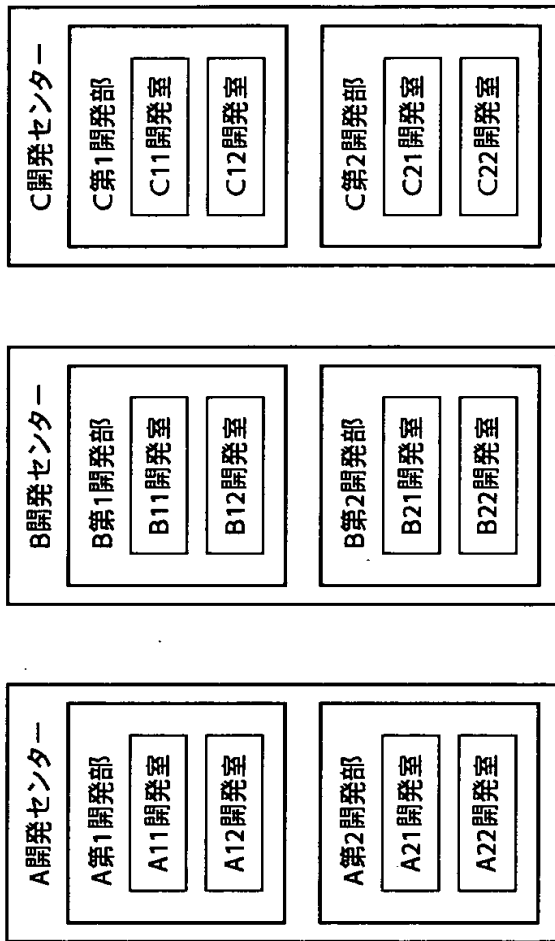 A開発センター
A第1開発部
A11開発室
A12開発室
A第2開発部
A21開発室
A22開発室
B開発センター
B第1開発部
B11開発室
B12開発室
B第2開発部
B21開発室
B22開発室
C開発センター
C第1開発部
C11開発室
C12開発室
C第2開発部
C21開発室
C22開発室